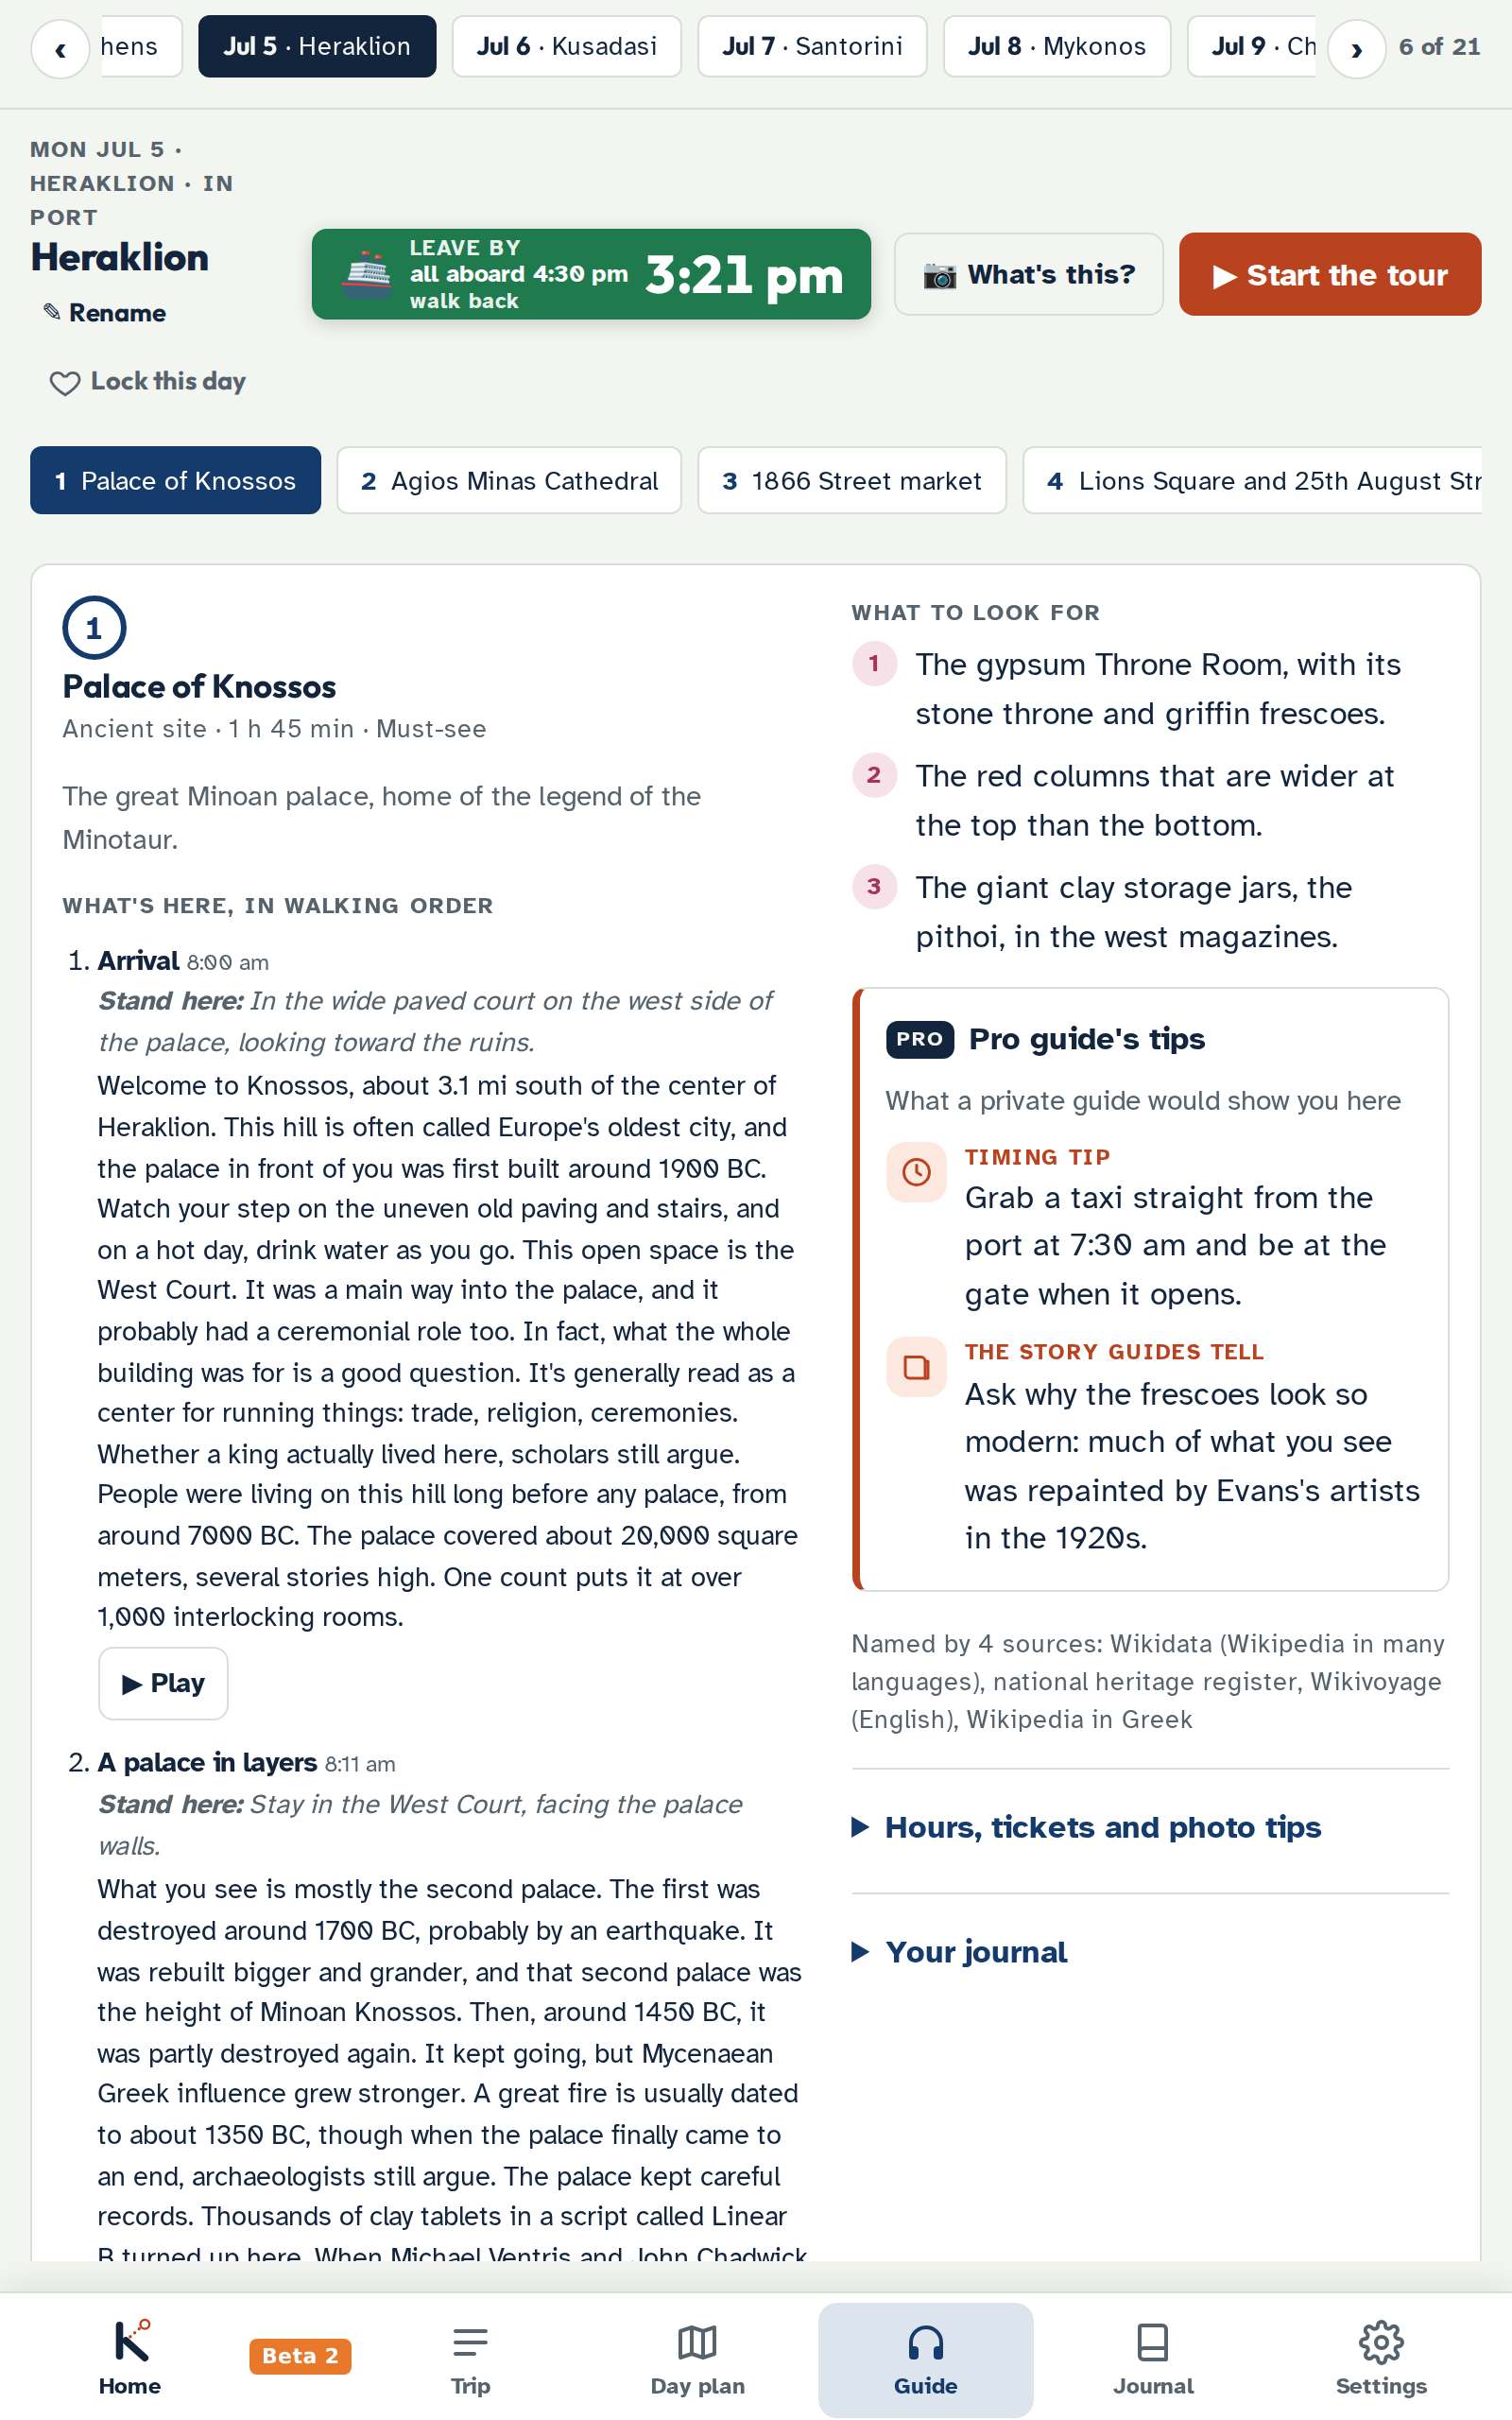 ‹
hens
Jul 5 · Heraklion
Jul 6 · Kusadasi
Jul 7 · Santorini
Jul 8 · Mykonos
Jul 9 · Ch
›
6 of 21
MON JUL 5 ·
HERAKLION · IN
PORT
Heraklion
✎ Rename
Lock this day
LEAVE BY
all aboard 4:30 pm
walk back
3:21 pm
What's this?
▶ Start the tour
1 Palace of Knossos
2 Agios Minas Cathedral
3 1866 Street market
4 Lions Square and 25th August Str
1
Palace of Knossos
Ancient site · 1 h 45 min · Must-see
The great Minoan palace, home of the legend of the
Minotaur.
WHAT'S HERE, IN WALKING ORDER
1. Arrival 8:00 am
Stand here: In the wide paved court on the west side of
the palace, looking toward the ruins.
Welcome to Knossos, about 3.1 mi south of the center of
Heraklion. This hill is often called Europe's oldest city, and
the palace in front of you was first built around 1900 BC.
Watch your step on the uneven old paving and stairs, and
on a hot day, drink water as you go. This open space is the
West Court. It was a main way into the palace, and it
probably had a ceremonial role too. In fact, what the whole
building was for is a good question. It's generally read as a
center for running things: trade, religion, ceremonies.
Whether a king actually lived here, scholars still argue.
People were living on this hill long before any palace, from
around 7000 BC. The palace covered about 20,000 square
meters, several stories high. One count puts it at over
1,000 interlocking rooms.
▶ Play
2. A palace in layers 8:11 am
Stand here: Stay in the West Court, facing the palace
walls.
What you see is mostly the second palace. The first was
destroyed around 1700 BC, probably by an earthquake. It
was rebuilt bigger and grander, and that second palace was
the height of Minoan Knossos. Then, around 1450 BC, it
was partly destroyed again. It kept going, but Mycenaean
Greek influence grew stronger. A great fire is usually dated
to about 1350 BC, though when the palace finally came to
an end, archaeologists still argue. The palace kept careful
records. Thousands of clay tablets in a script called Linear
B turned up here. When Michael Ventris and John Chadwick
WHAT TO LOOK FOR
1 The gypsum Throne Room, with its
stone throne and griffin frescoes.
2 The red columns that are wider at
the top than the bottom.
3 The giant clay storage jars, the
pithoi, in the west magazines.
PRO Pro guide's tips
What a private guide would show you here
TIMING TIP
Grab a taxi straight from the
port at 7:30 am and be at the
gate when it opens.
THE STORY GUIDES TELL
Ask why the frescoes look so
modern: much of what you see
was repainted by Evans's artists
in the 1920s.
Named by 4 sources: Wikidata (Wikipedia in many
languages), national heritage register, Wikivoyage
(English), Wikipedia in Greek
▶ Hours, tickets and photo tips
▶ Your journal
Home
Beta 2
Trip
Day plan
Guide
Journal
Settings